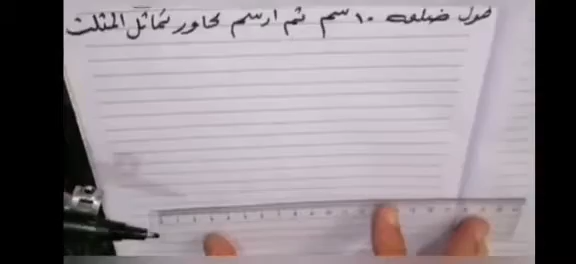 طول ضلعه ١٠ سم ثم ارسم محاور تماثل المثلث